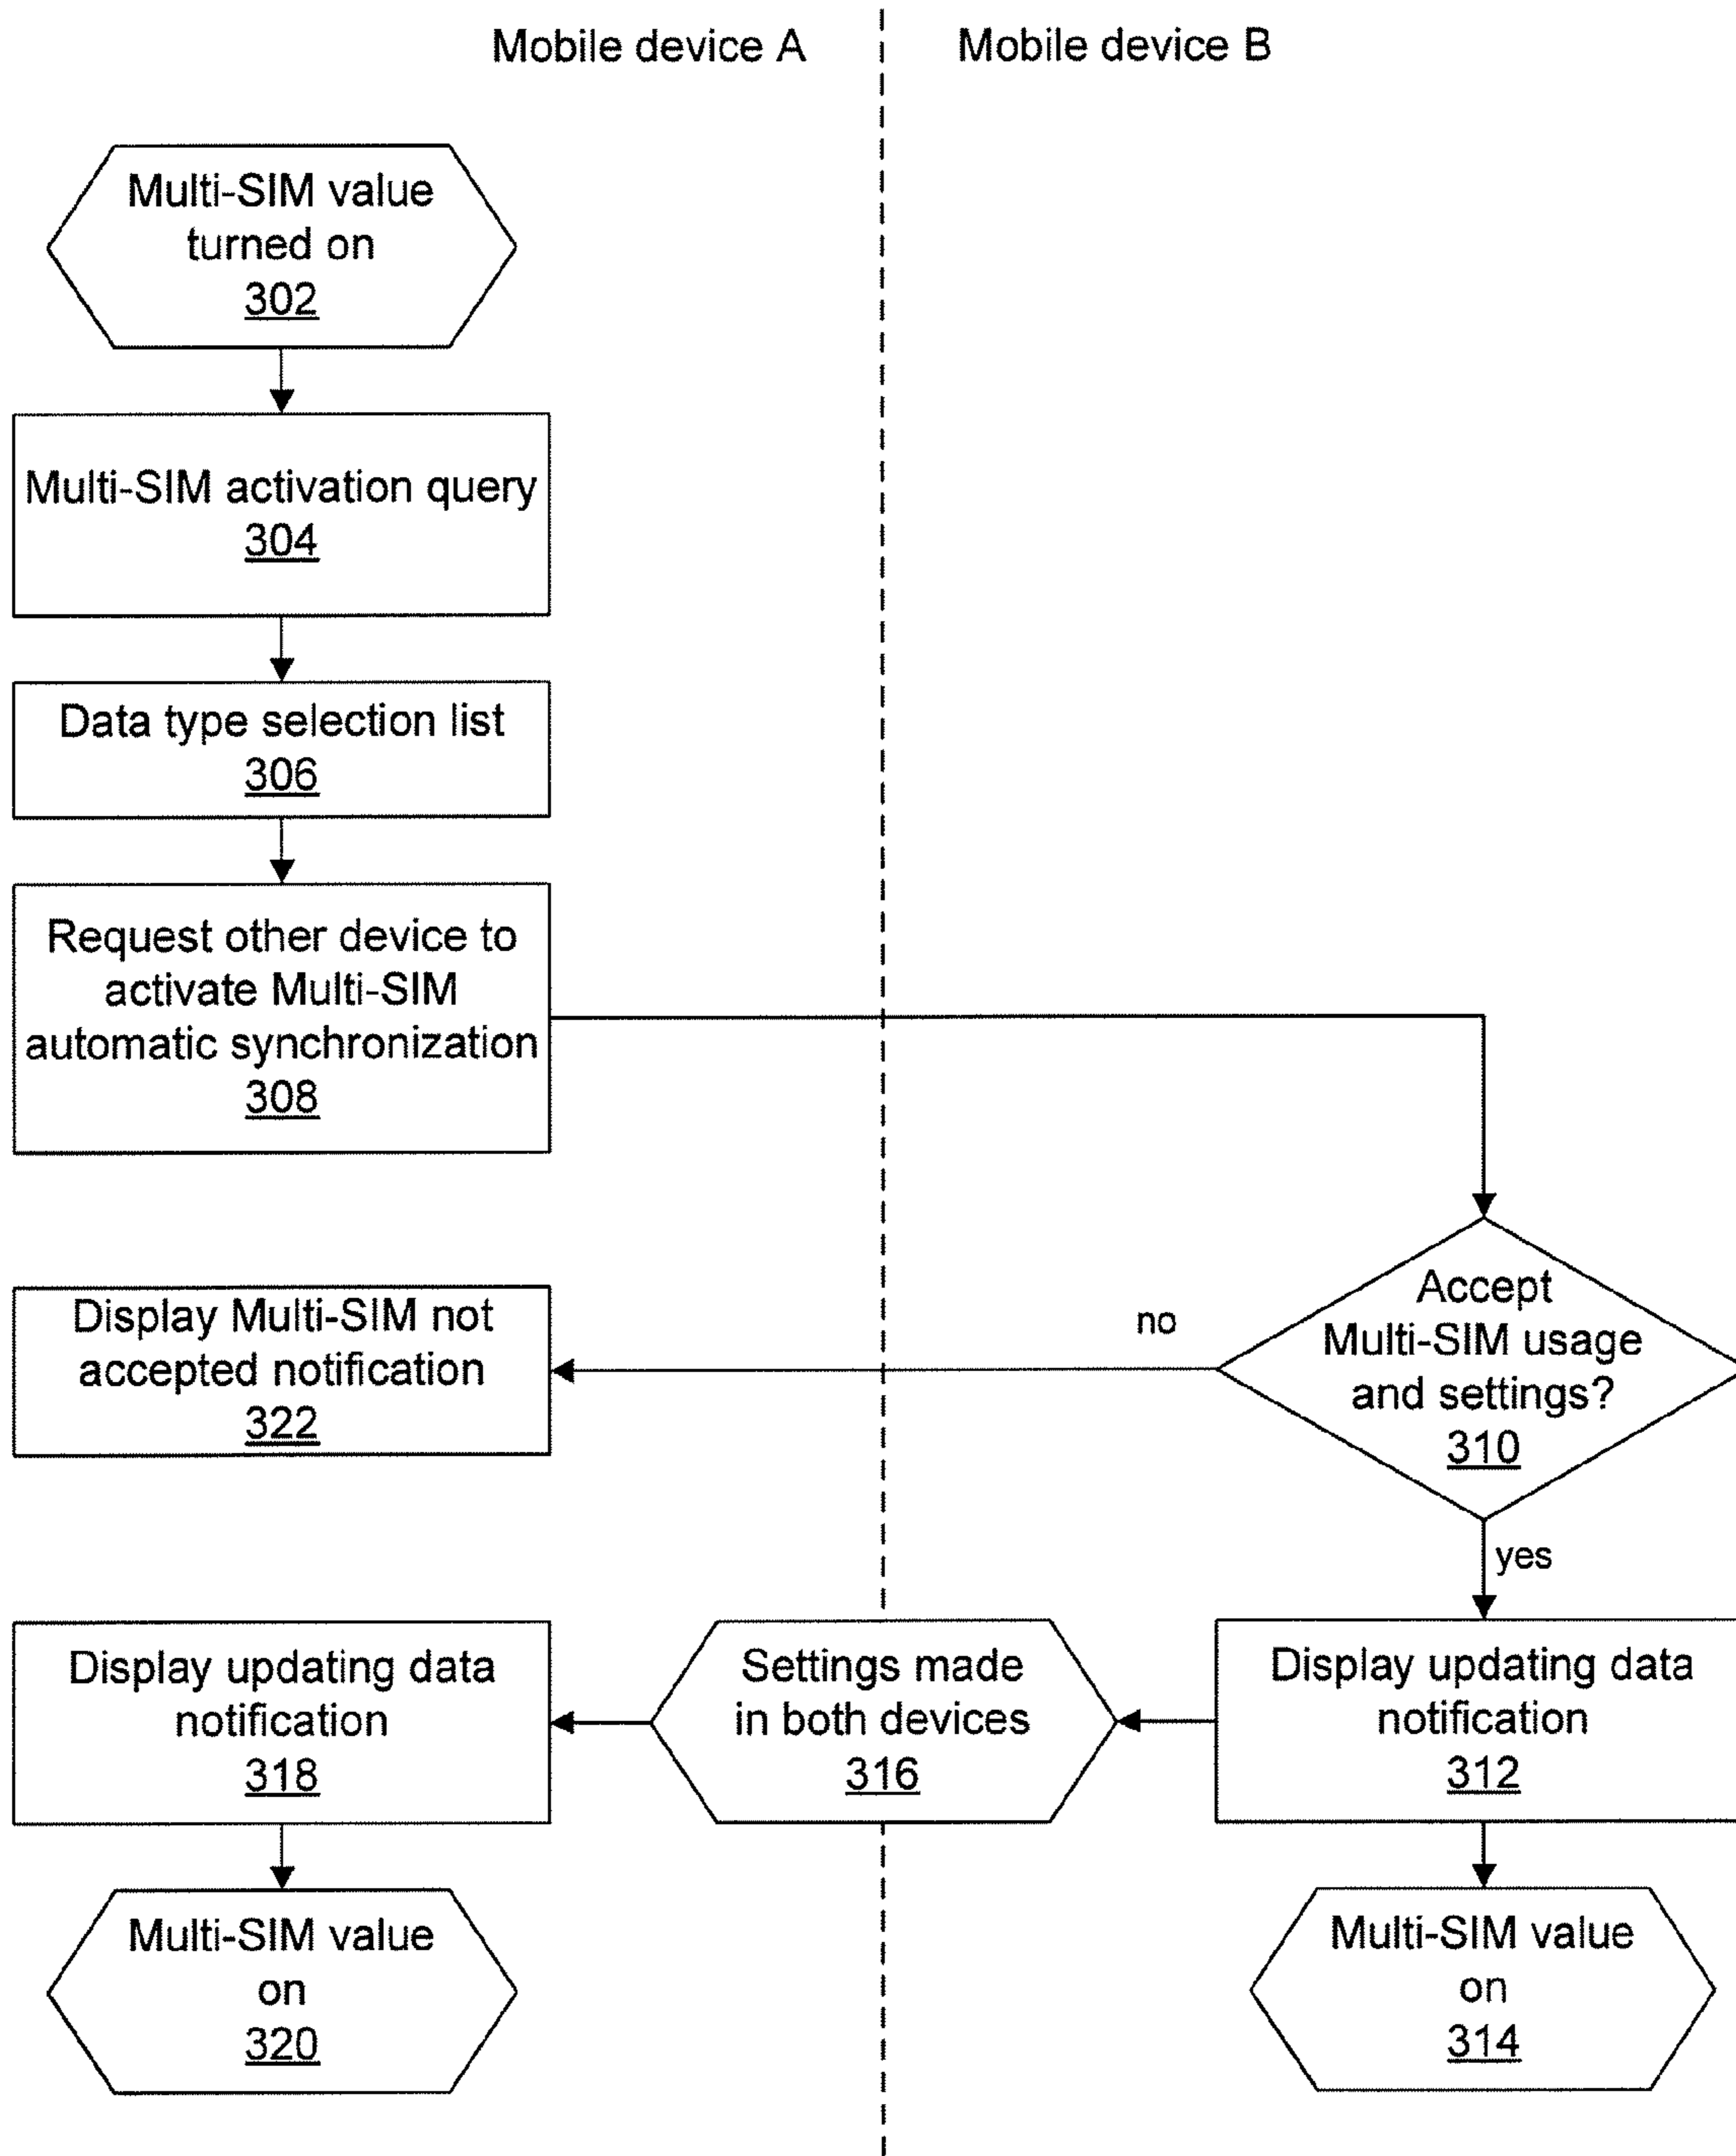 Mobile device A
Mobile device B
Multi-SIM value
turned on
302
Multi-SIM activation query
304
Data type selection list
306
Request other device to
activate Multi-SIM
automatic synchronization
308
Accept
Multi-SIM usage
and settings?
310
no
yes
Display Multi-SIM not
accepted notification
322
Display updating data
notification
312
Settings made
in both devices
316
Display updating data
notification
318
Multi-SIM value
on
320
Multi-SIM value
on
314